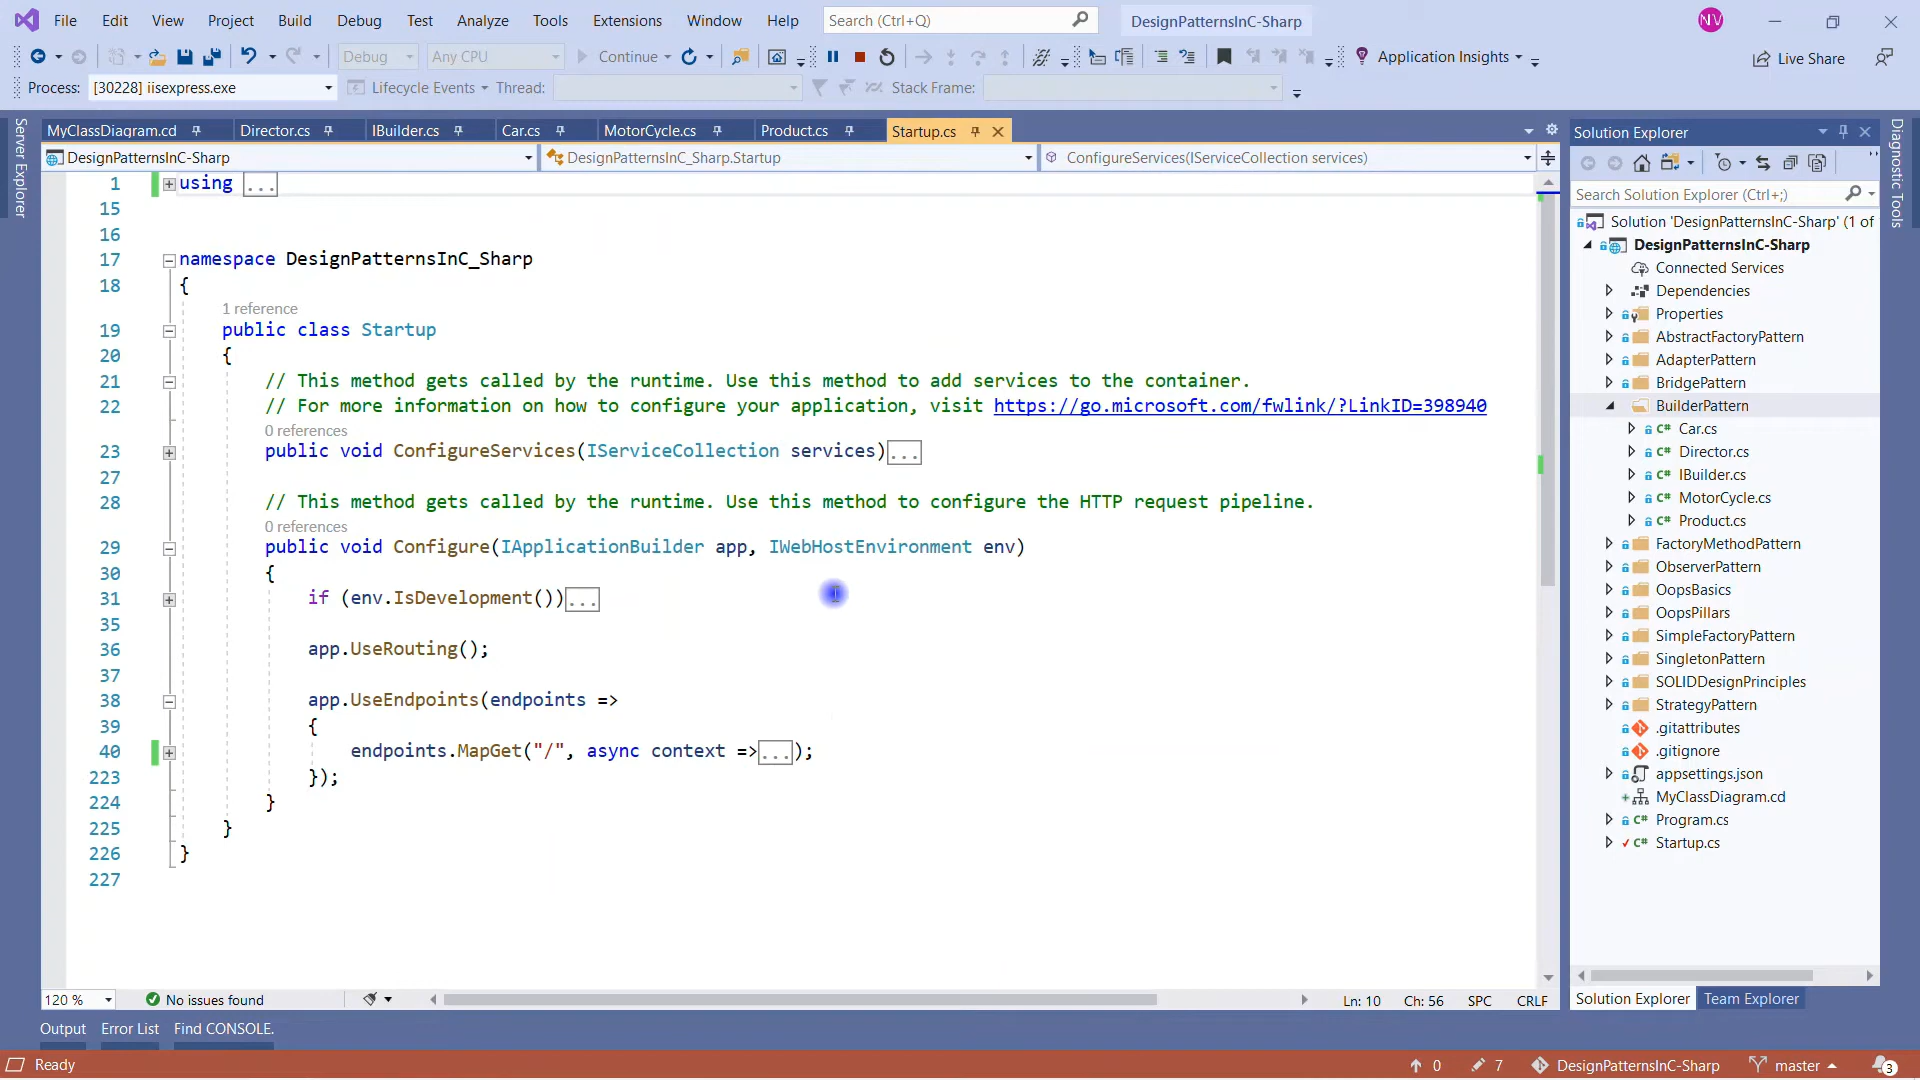 File Edit View Project Build Debug Test Analyze Tools Extensions Window Help Search (Ctrl+Q) DesignPatternsInC-Sharp NV
Debug Any CPU Continue Application Insights Live Share
Process: [30228] iisexpress.exe Lifecycle Events Thread: Stack Frame:
Server Explorer
MyClassDiagram.cd Director.cs IBuilder.cs Car.cs MotorCycle.cs Product.cs Startup.cs
DesignPatternsInC-Sharp DesignPatternsInC_Sharp.Startup ConfigureServices(IServiceCollection services)
1 using ...
15
16
17 namespace DesignPatternsInC_Sharp
18 {
1 reference
19 public class Startup
20 {
21 // This method gets called by the runtime. Use this method to add services to the container.
22 // For more information on how to configure your application, visit https://go.microsoft.com/fwlink/?LinkID=398940
0 references
23 public void ConfigureServices(IServiceCollection services)...
27
28 // This method gets called by the runtime. Use this method to configure the HTTP request pipeline.
0 references
29 public void Configure(IApplicationBuilder app, IWebHostEnvironment env)
30 {
31 if (env.IsDevelopment())...
35
36 app.UseRouting();
37
38 app.UseEndpoints(endpoints =>
39 {
40 endpoints.MapGet("/", async context =>...);
223 });
224 }
225 }
226 }
227
120 % No issues found Ln: 10 Ch: 56 SPC CRLF
Solution Explorer
Search Solution Explorer (Ctrl+;)
Solution 'DesignPatternsInC-Sharp' (1 of
DesignPatternsInC-Sharp
Connected Services
Dependencies
Properties
AbstractFactoryPattern
AdapterPattern
BridgePattern
BuilderPattern
C# Car.cs
C# Director.cs
C# IBuilder.cs
C# MotorCycle.cs
C# Product.cs
FactoryMethodPattern
ObserverPattern
OopsBasics
OopsPillars
SimpleFactoryPattern
SingletonPattern
SOLIDDesignPrinciples
StrategyPattern
.gitattributes
.gitignore
appsettings.json
MyClassDiagram.cd
C# Program.cs
C# Startup.cs
Solution Explorer Team Explorer
Diagnostic Tools
Output Error List Find CONSOLE.
Ready 0 7 DesignPatternsInC-Sharp master 3